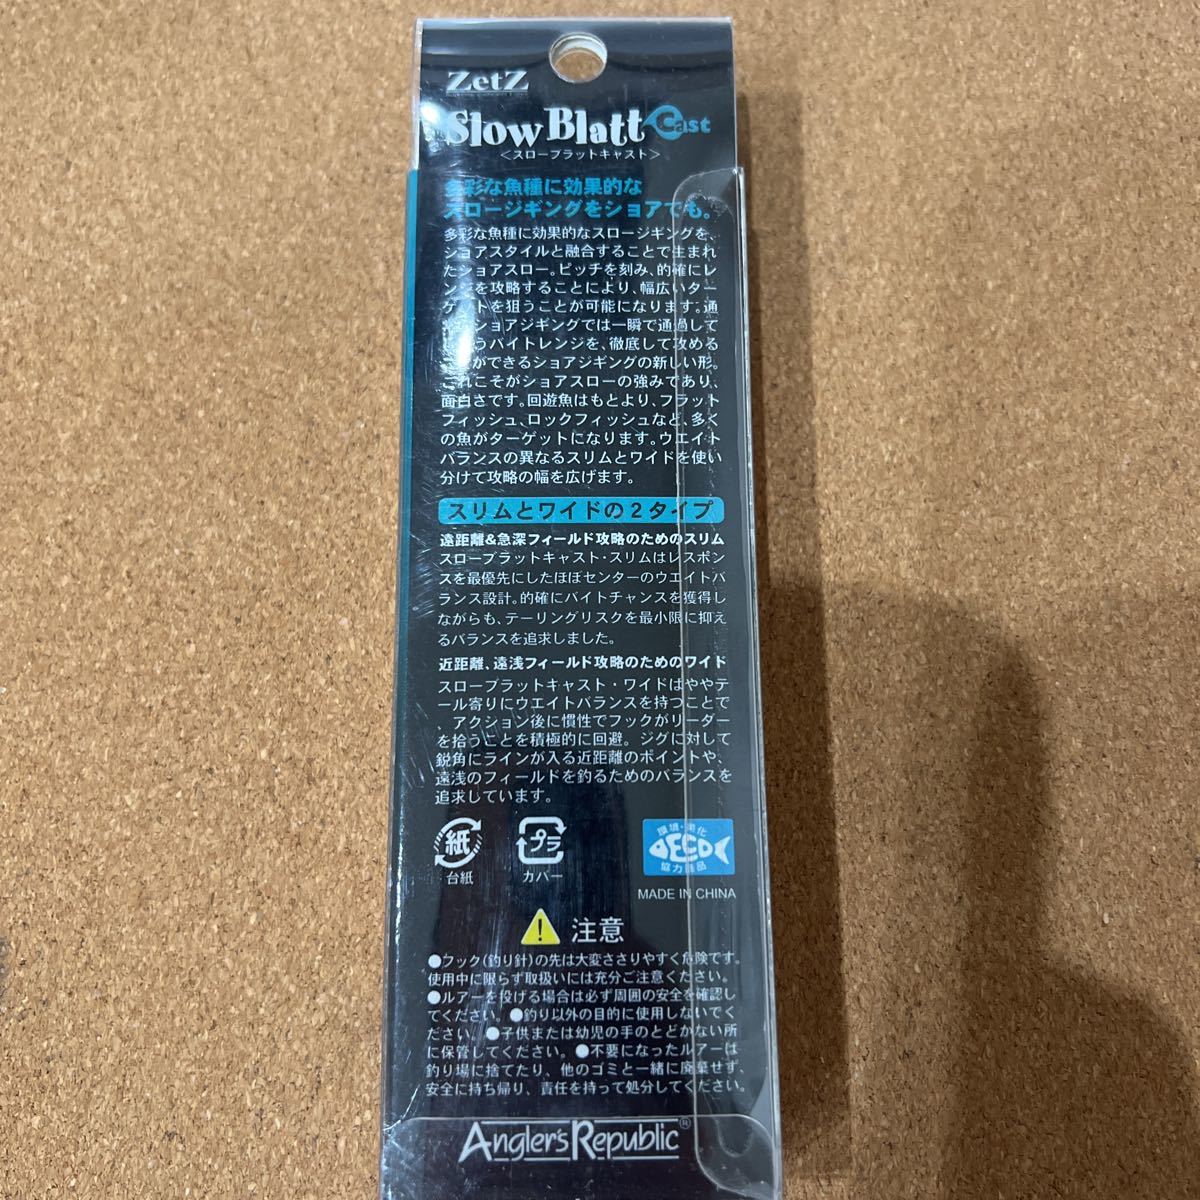 ZetZ
Slow Blatt Cast
<スローブラットキャスト>
多彩な魚種に効果的な
スロージギングをショアでも。
多彩な魚種に効果的なスロージギングを、
ショアスタイルと融合することで生まれ
たショアスロー。ピッチを刻み、的確にレ
ンジを攻略することにより、幅広いター
ゲットを狙うことが可能になります。通
ショアジギングでは一瞬で通過して
うバイトレンジを、徹底して攻める
ができるショアジギングの新しい形。
これこそがショアスローの強みであり、
面白さです。回遊魚はもとより、フラット
フィッシュ、ロックフィッシュなど、多く
の魚がターゲットになります。ウエイト
バランスの異なるスリムとワイドを使い
分けて攻略の幅を広げます。
スリムとワイドの2タイプ
遠距離&急深フィールド攻略のためのスリム
スローブラットキャスト・スリムはレスポン
スを最優先にしたほぼセンターのウエイトバ
ランス設計。的確にバイトチャンスを獲得し
ながらも、テーリングリスクを最小限に抑え
るバランスを追求しました。
近距離、遠浅フィールド攻略のためのワイド
スローブラットキャスト・ワイドはややテ
ール寄りにウエイトバランスを持つことで
、アクション後に慣性でフックがリーダー
を拾うことを積極的に回避。ジグに対して
鋭角にラインが入る近距離のポイントや、
遠浅のフィールドを釣るためのバランスを
追求しています。
紙
台紙
プラ
カバー
環境・美化
ECO
協力商品
MADE IN CHINA
注意
●フック(釣り針)の先は大変ささりやすく危険です。
使用中に限らず取扱いには充分ご注意ください。
●ルアーを投げる場合は必ず周囲の安全を確認し
てください。●釣り以外の目的に使用しないでく
ださい。●子供または幼児の手のとどかない所
に保管してください。●不要になったルアーは
釣り場に捨てたり、他のゴミと一緒に廃棄せず、
安全に持ち帰り、責任を持って処分してください。
Angler's Republic®